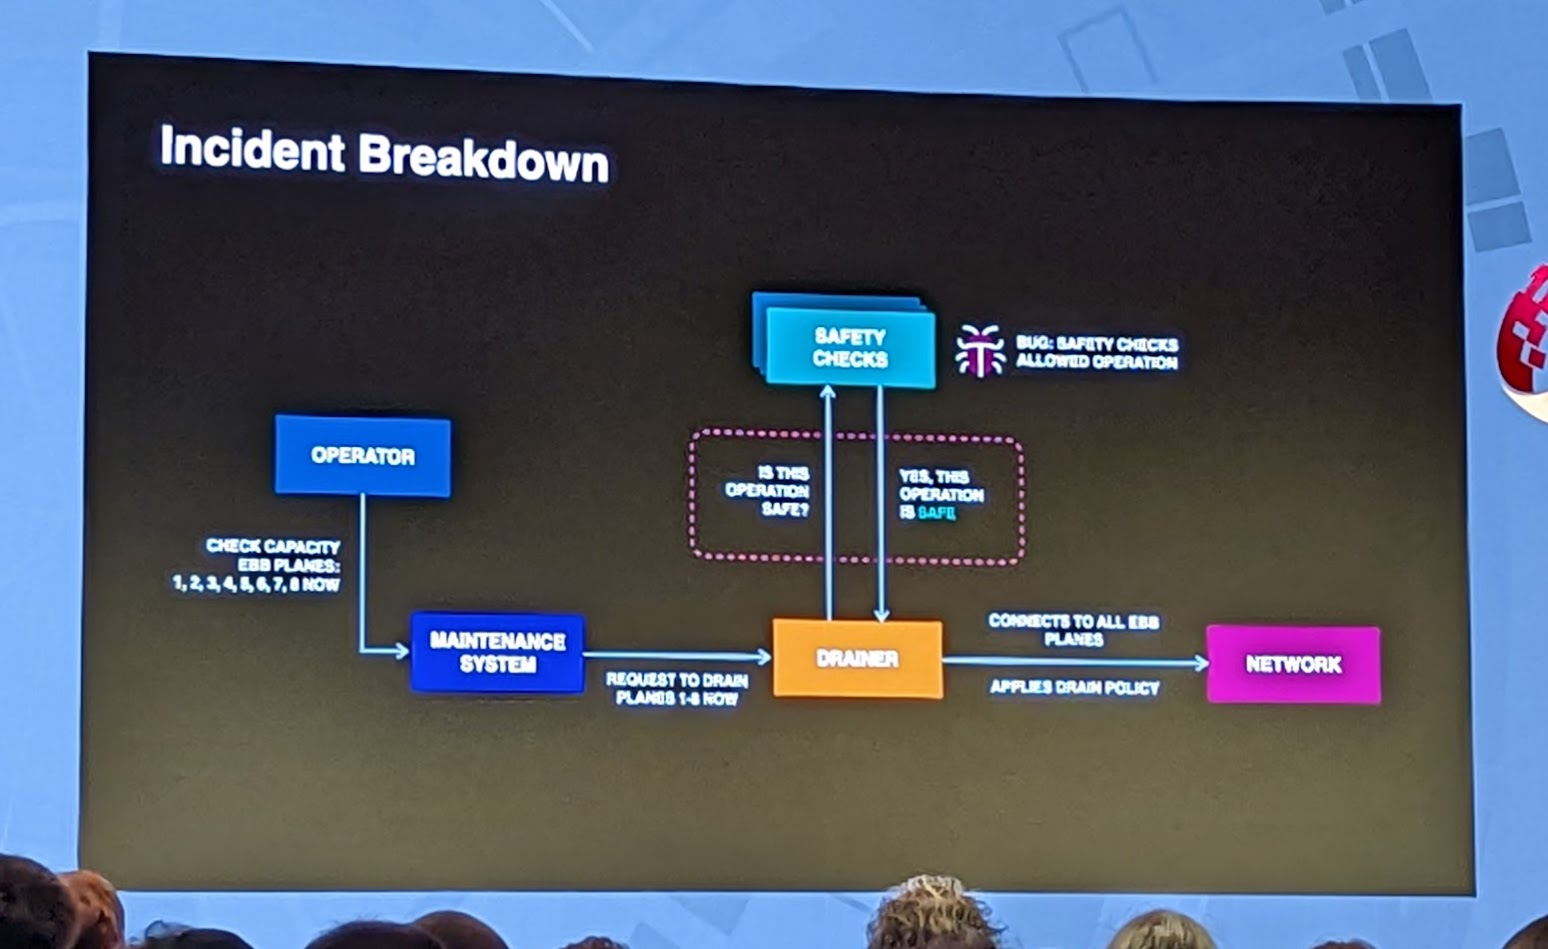 Incident Breakdown
SAFETY
CHECKS
BUG: SAFETY CHECKS
ALLOWED OPERATION
OPERATOR
IS THIS
OPERATION
SAFE?
YES, THIS
OPERATION
IS SAFE
CHECK CAPACITY
EBB PLANES:
1, 2, 3, 4, 5, 6, 7, 8 NOW
MAINTENANCE
SYSTEM
REQUEST TO DRAIN
PLANES 1-8 NOW
DRAINER
CONNECTS TO ALL EBB
PLANES
APPLIES DRAIN POLICY
NETWORK